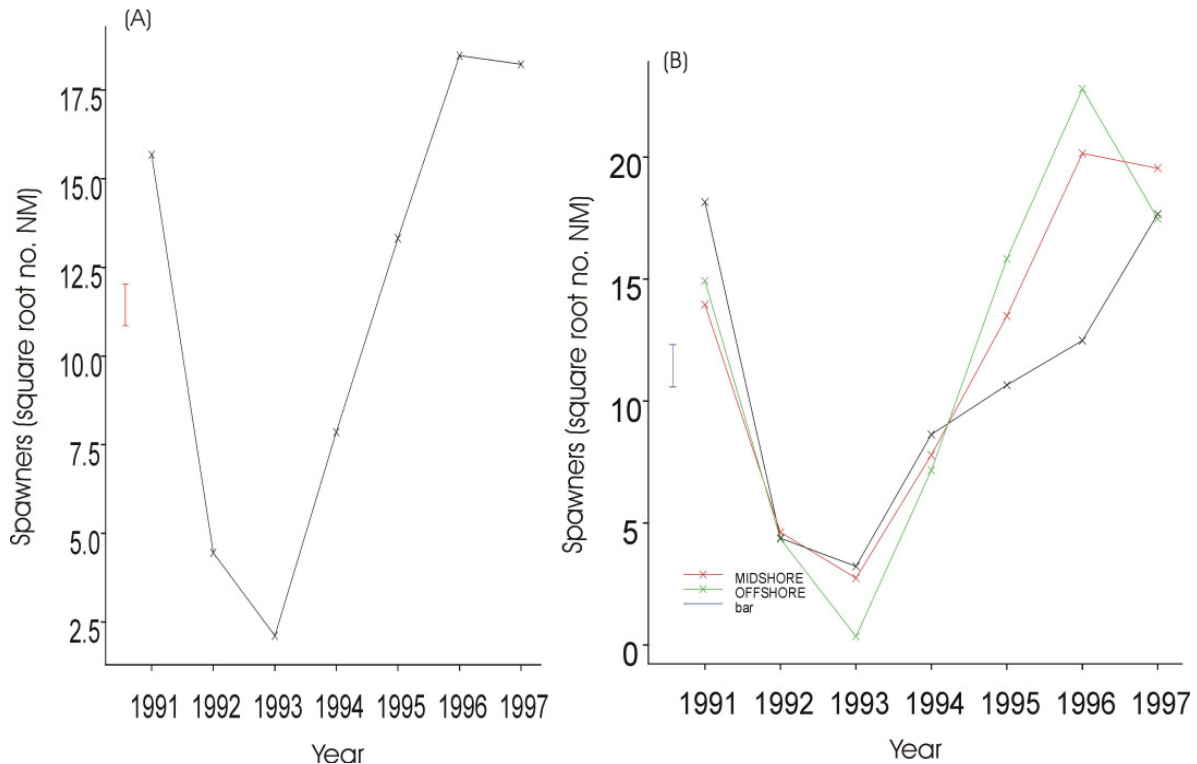 (A)
Spawners (square root no. NM)
17.5
15.0
12.5
10.0
7.5
5.0
2.5
1991 1992 1993 1994 1995 1996 1997
Year
(B)
Spawners (square root no. NM)
20
15
10
5
0
MIDSHORE
OFFSHORE
bar
1991 1992 1993 1994 1995 1996 1997
Year